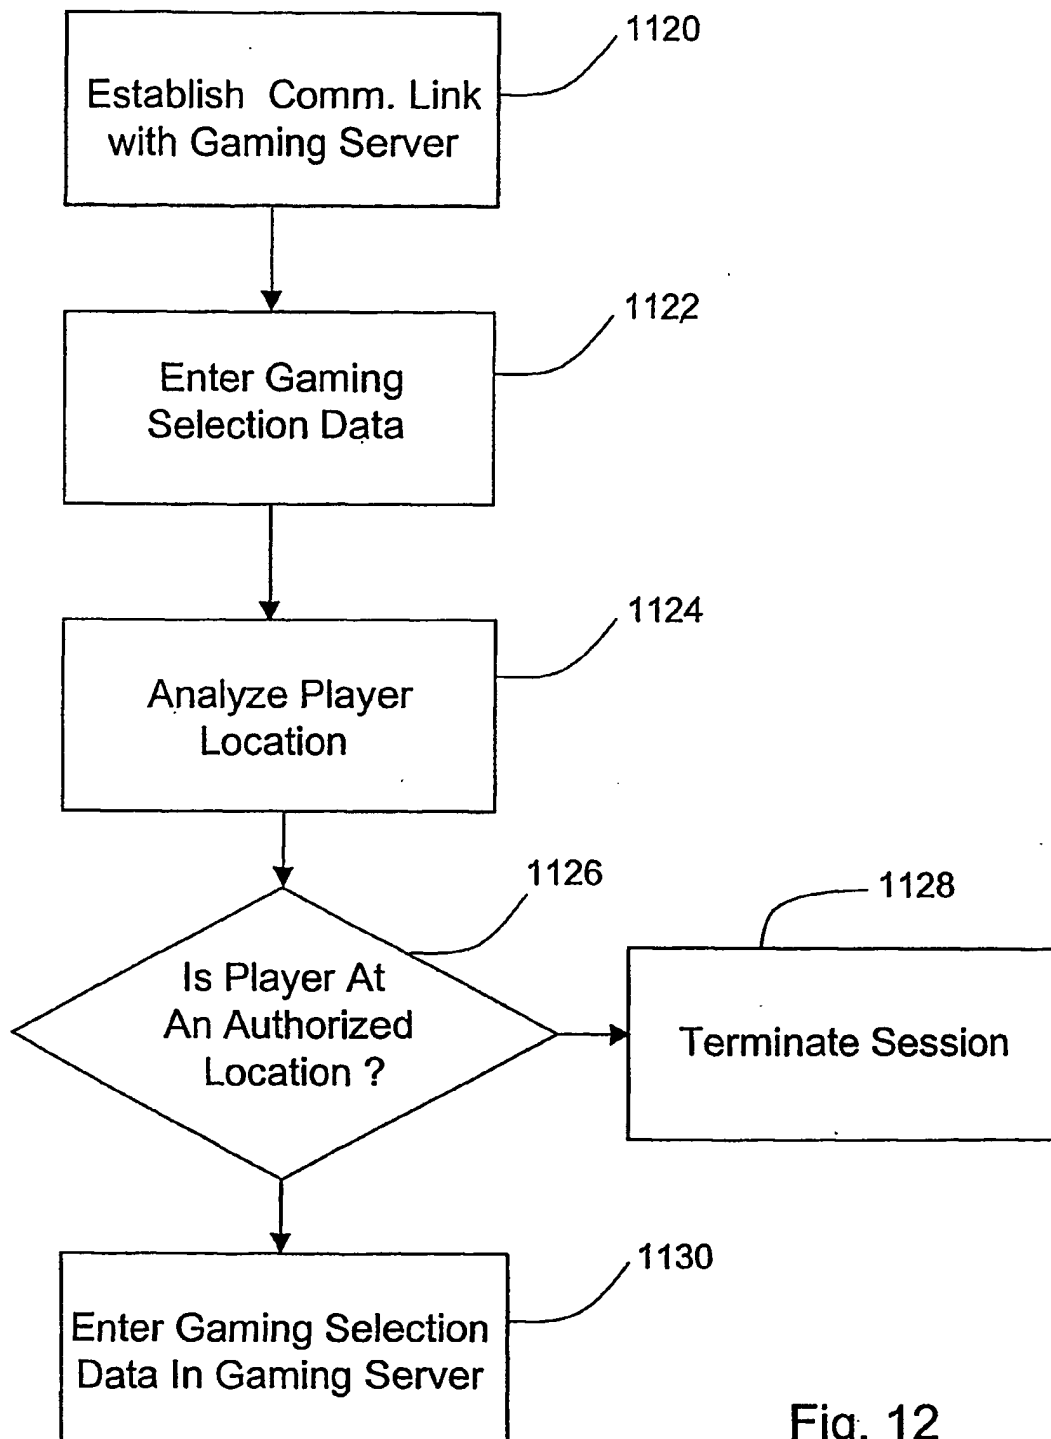 1120
Establish Comm. Link
with Gaming Server
1122
Enter Gaming
Selection Data
1124
Analyze Player
Location
1126
Is Player At
An Authorized
Location ?
1128
Terminate Session
1130
Enter Gaming Selection
Data In Gaming Server
Fig. 12